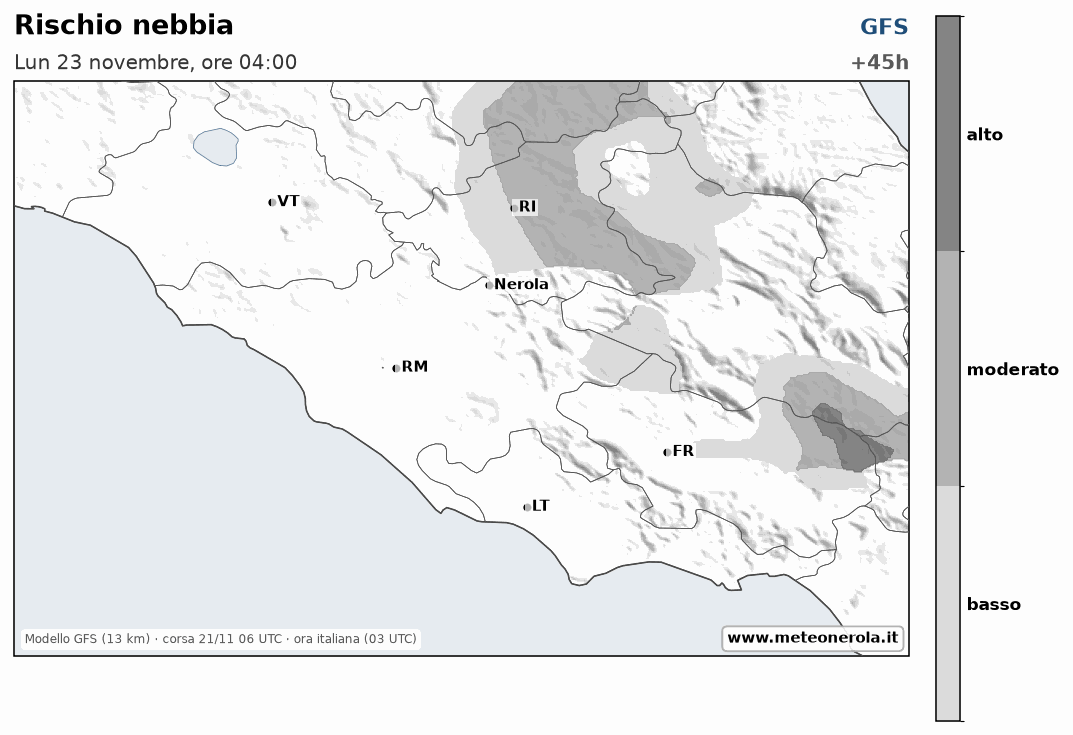 Rischio nebbia
GFS
Lun 23 novembre, ore 04:00
+45h
alto
VT
RI
Nerola
moderato
RM
FR
LT
basso
Modello GFS (13 km) · corsa 21/11 06 UTC · ora italiana (03 UTC)
www.meteonerola.it